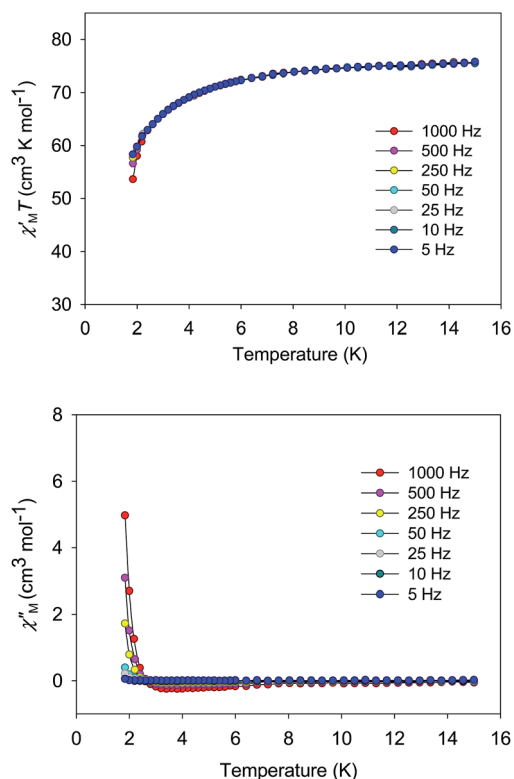 80
70
60
50
40
30
χ′MT (cm³ K mol⁻¹)
1000 Hz
500 Hz
250 Hz
50 Hz
25 Hz
10 Hz
5 Hz
0 2 4 6 8 10 12 14 16
Temperature (K)
8
6
4
2
0
χ″M (cm³ mol⁻¹)
1000 Hz
500 Hz
250 Hz
50 Hz
25 Hz
10 Hz
5 Hz
0 2 4 6 8 10 12 14 16
Temperature (K)